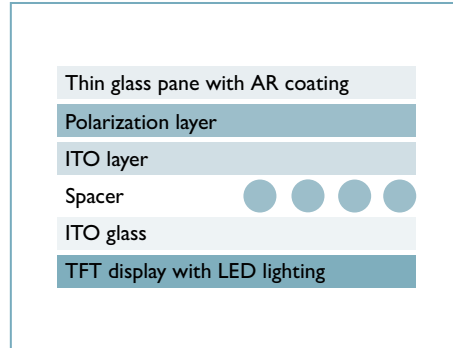 Thin glass pane with AR coating
Polarization layer
ITO layer
Spacer
ITO glass
TFT display with LED lighting